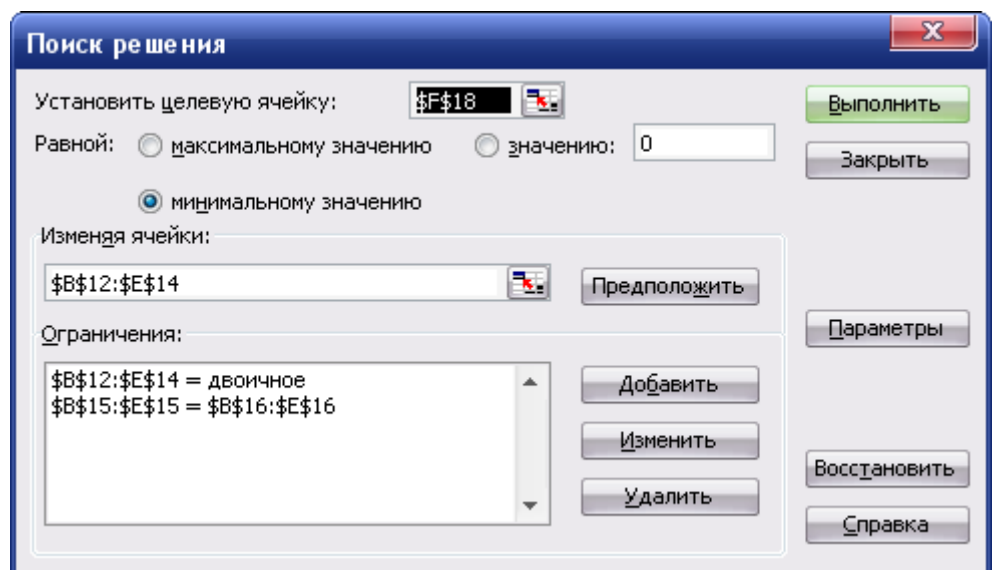 Поиск решения
Установить целевую ячейку: $F$18
Выполнить
Равной: максимальному значению значению: 0
Закрыть
минимальному значению
Изменяя ячейки:
$B$12:$E$14
Предположить
Параметры
Ограничения:
$B$12:$E$14 = двоичное
$B$15:$E$15 = $B$16:$E$16
Добавить
Изменить
Удалить
Восстановить
Справка